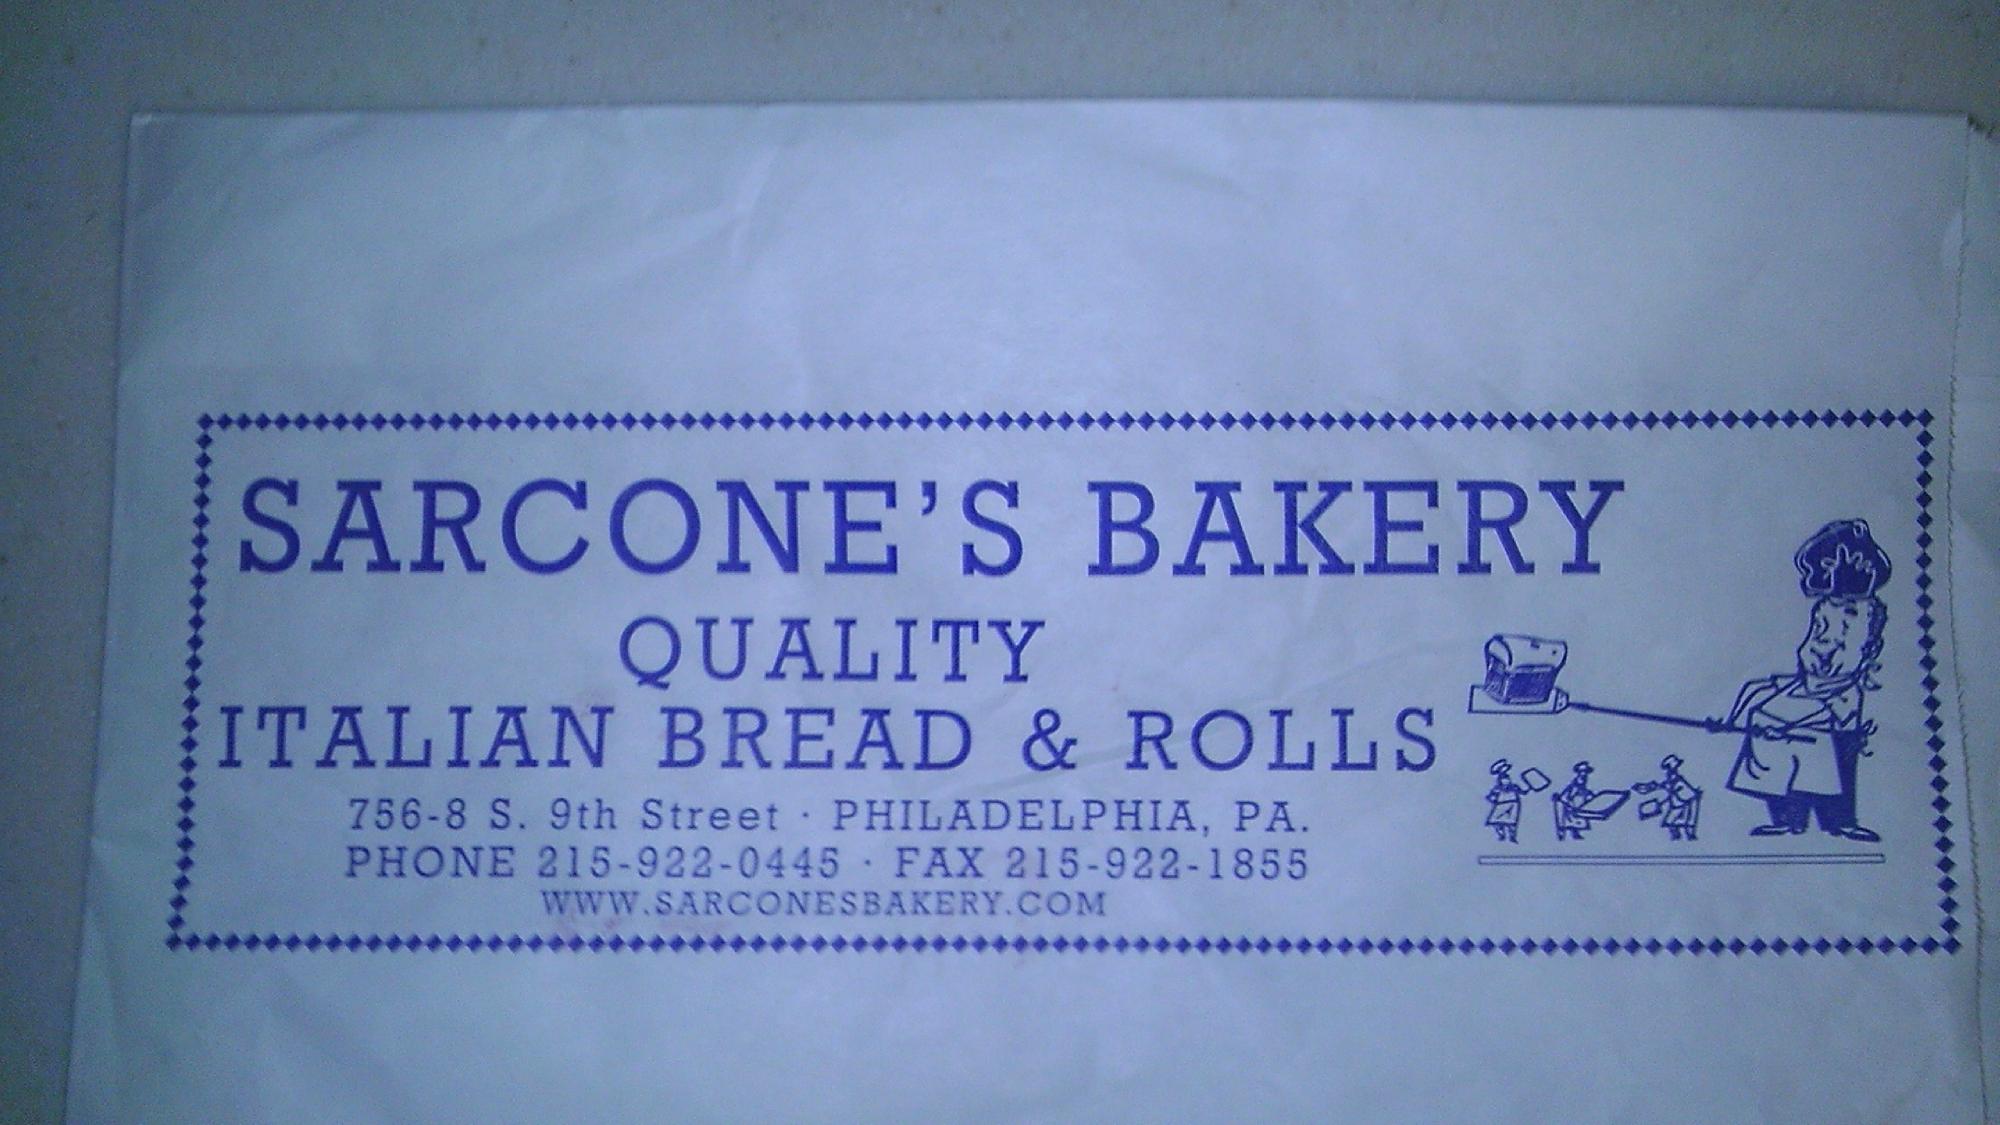 SARCONE'S BAKERY
QUALITY
ITALIAN BREAD & ROLLS
756-8 S. 9th Street · PHILADELPHIA, PA.
PHONE 215-922-0445 · FAX 215-922-1855
WWW.SARCONESBAKERY.COM